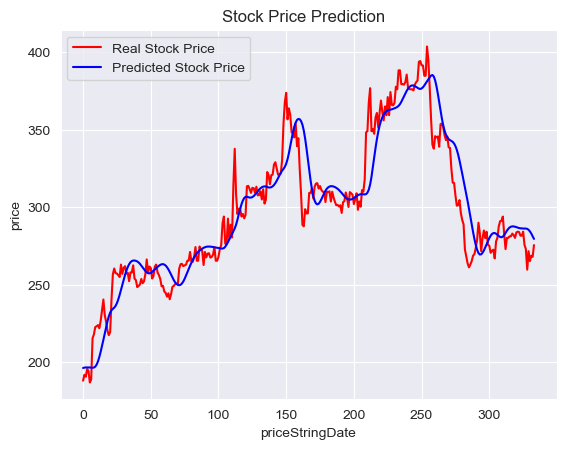 Stock Price Prediction
Real Stock Price
Predicted Stock Price
400
350
300
250
200
price
0 50 100 150 200 250 300
priceStringDate